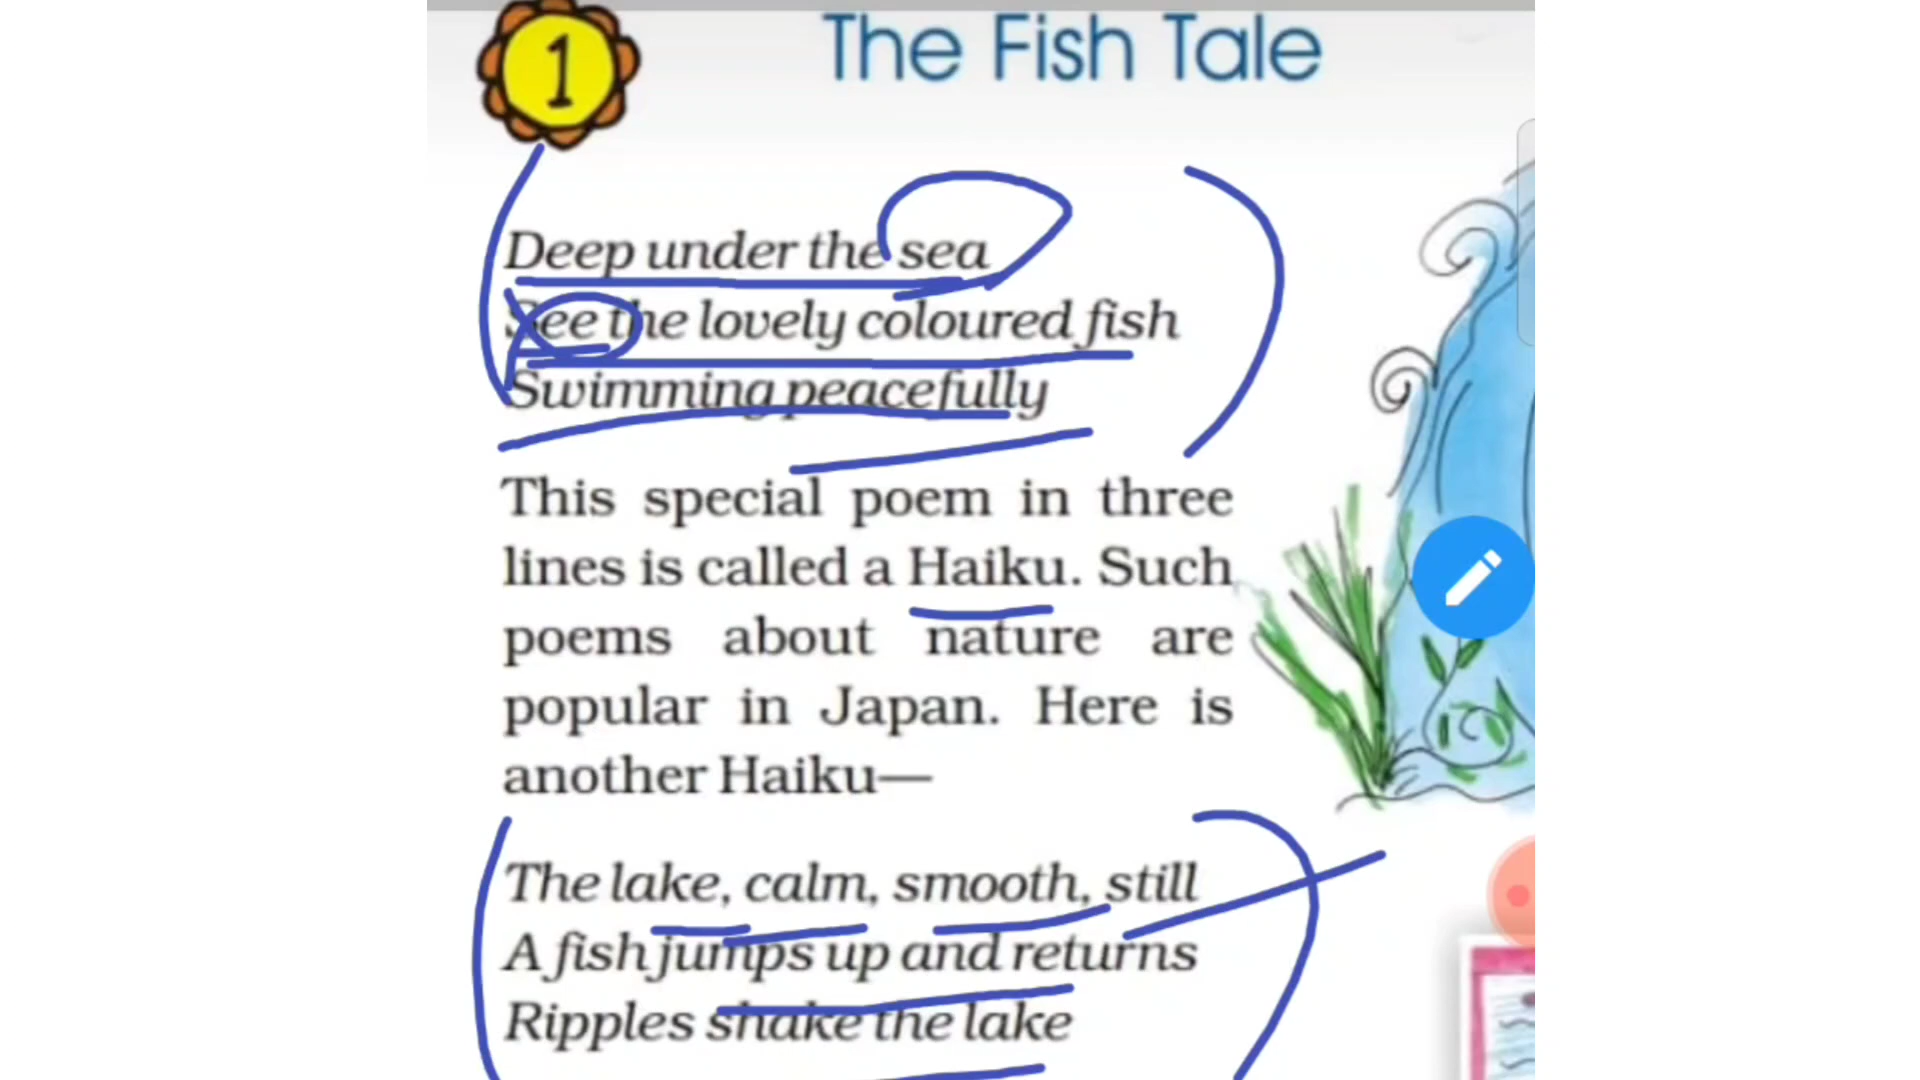 1
The Fish Tale
Deep under the sea
See the lovely coloured fish
Swimming peacefully
This special poem in three
lines is called a Haiku. Such
poems about nature are
popular in Japan. Here is
another Haiku—
The lake, calm, smooth, still
A fish jumps up and returns
Ripples shake the lake